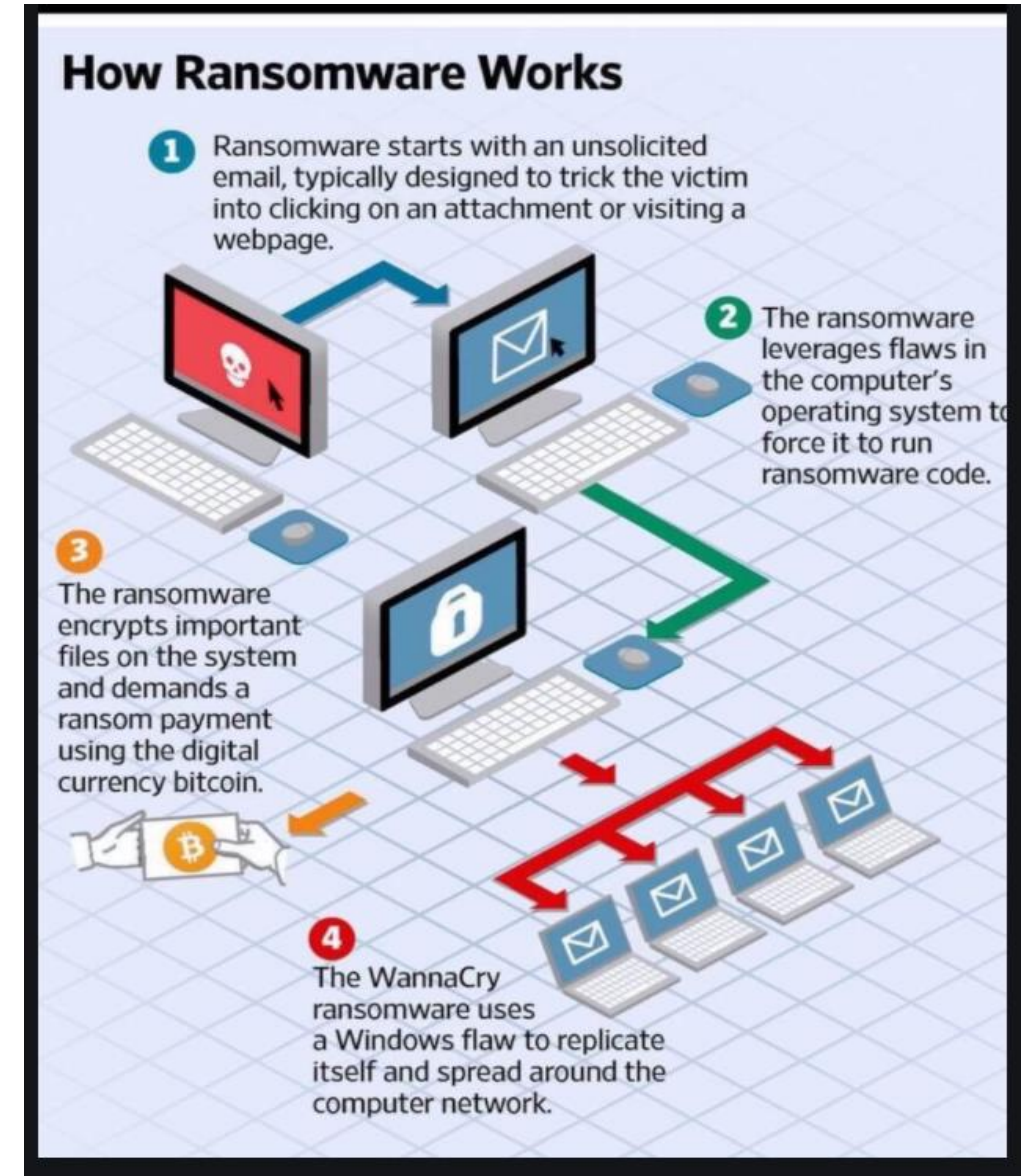 How Ransomware Works
1
Ransomware starts with an unsolicited
email, typically designed to trick the victim
into clicking on an attachment or visiting a
webpage.
2
The ransomware
leverages flaws in
the computer's
operating system to
force it to run
ransomware code.
3
The ransomware
encrypts important
files on the system
and demands a
ransom payment
using the digital
currency bitcoin.
4
The WannaCry
ransomware uses
a Windows flaw to replicate
itself and spread around the
computer network.